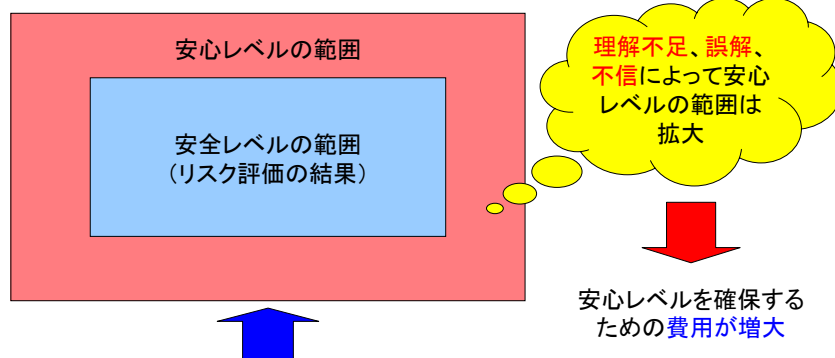 安心レベルの範囲
安全レベルの範囲
（リスク評価の結果）
理解不足、誤解、
不信によって安心
レベルの範囲は
拡大
安心レベルを確保する
ための費用が増大